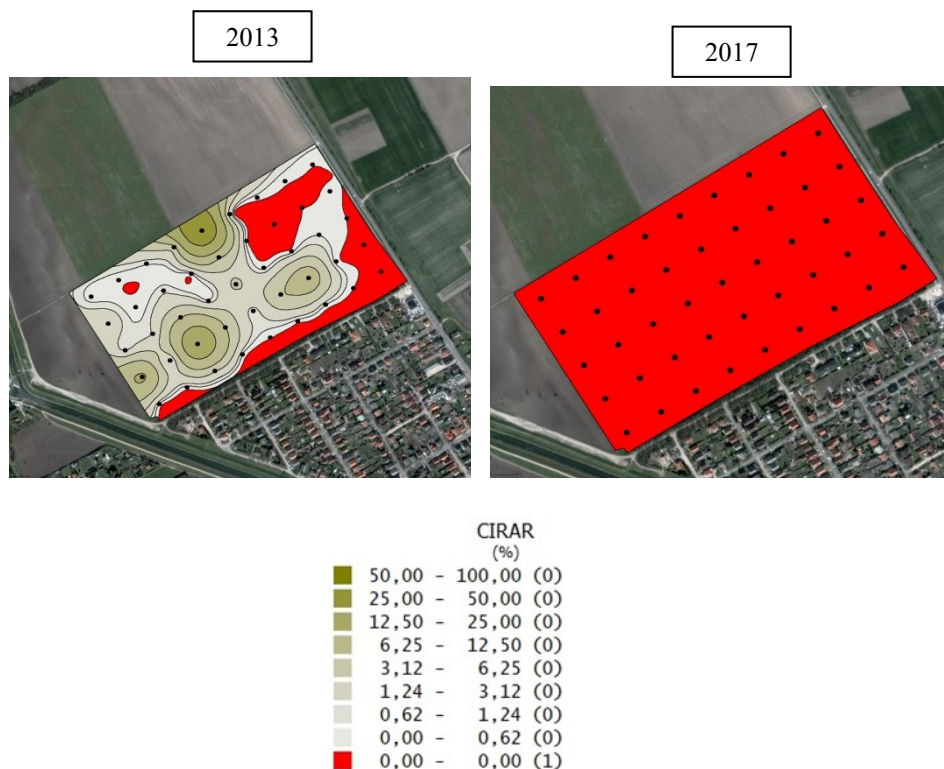 2013
2017
CIRAR
(%)
50,00 - 100,00 (0)
25,00 - 50,00 (0)
12,50 - 25,00 (0)
6,25 - 12,50 (0)
3,12 - 6,25 (0)
1,24 - 3,12 (0)
0,62 - 1,24 (0)
0,00 - 0,62 (0)
0,00 - 0,00 (1)